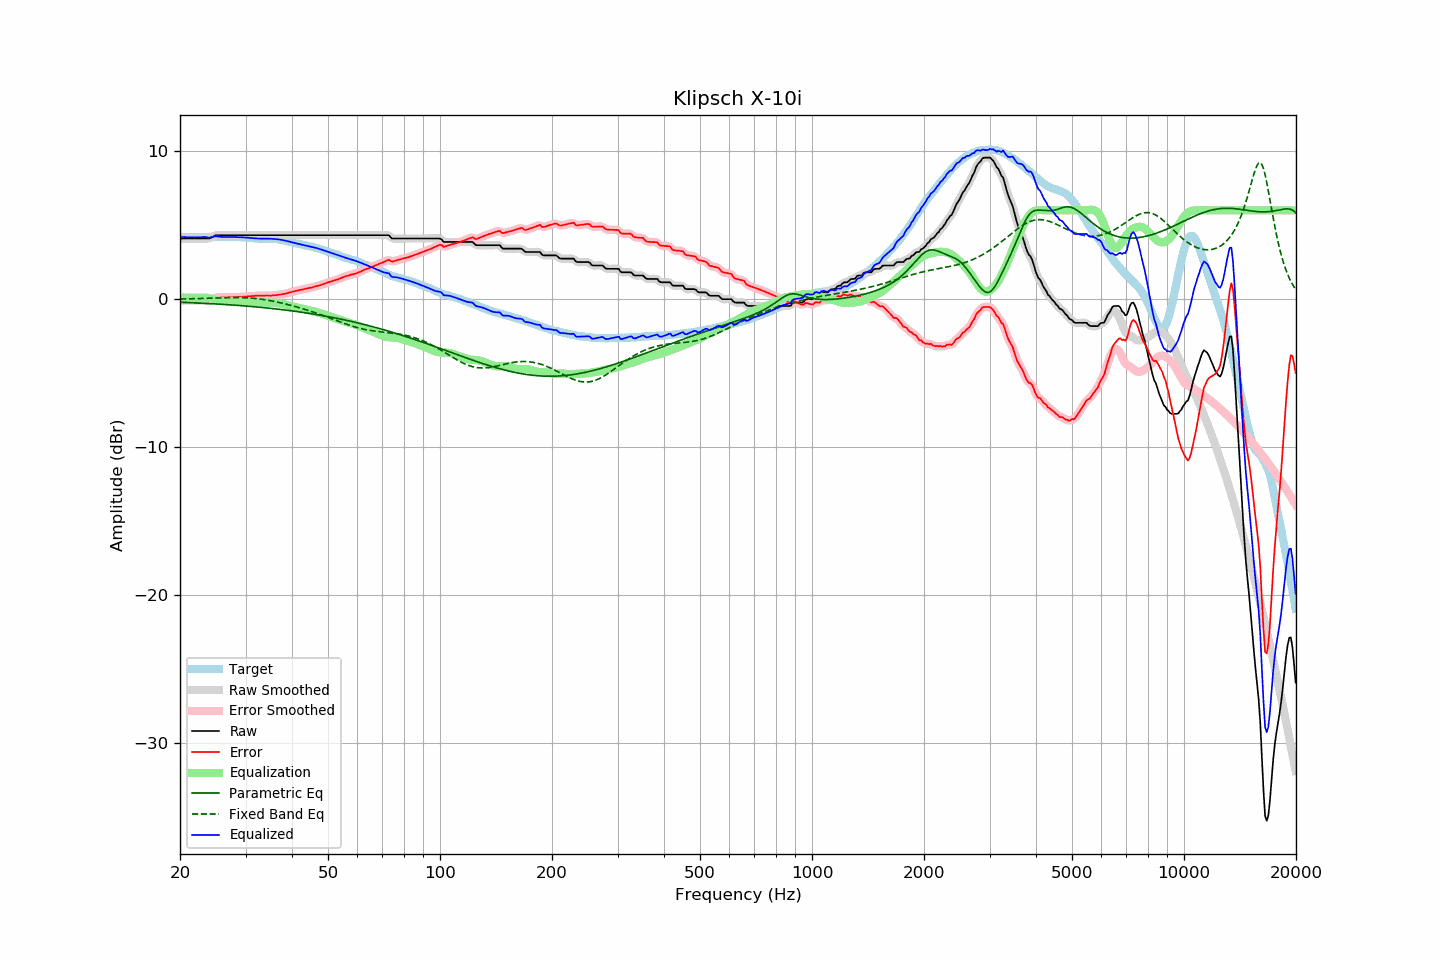 Klipsch X-10i
Amplitude (dBr)
10
0
−10
−20
−30
Target
Raw Smoothed
Error Smoothed
Raw
Error
Equalization
Parametric Eq
Fixed Band Eq
Equalized
20 50 100 200 500 1000 2000 5000 10000 20000
Frequency (Hz)